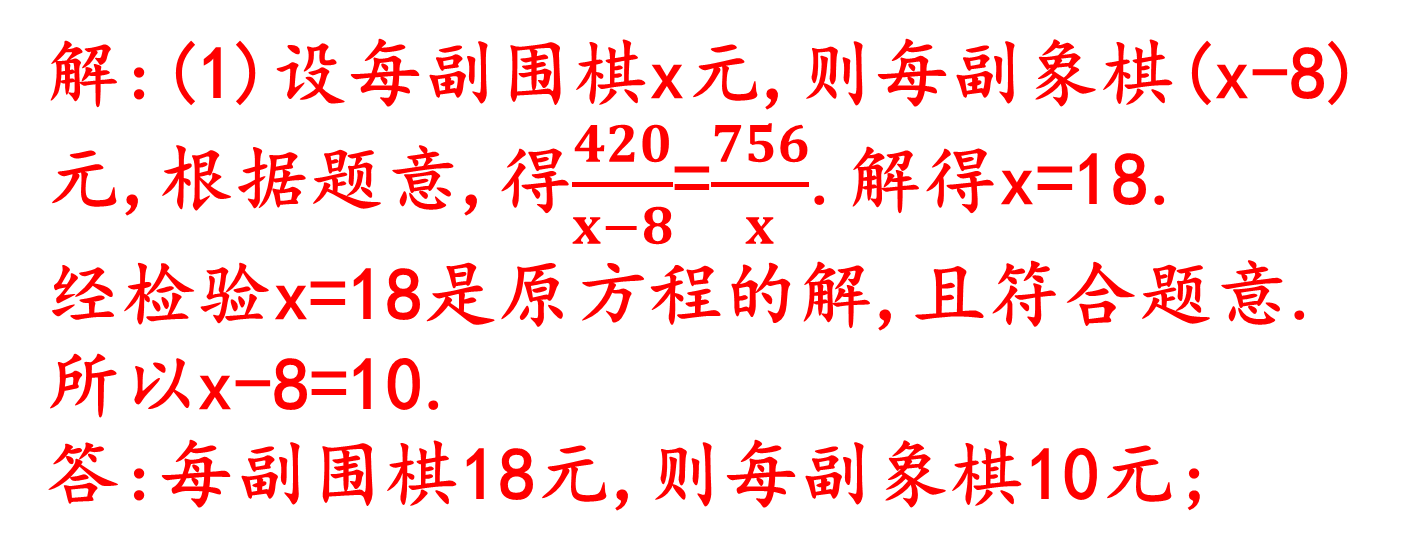 解:(1)设每副围棋x元,则每副象棋(x-8)
元,根据题意,得420/(x-8)=756/x.解得x=18.
经检验x=18是原方程的解,且符合题意.
所以x-8=10.
答:每副围棋18元,则每副象棋10元;